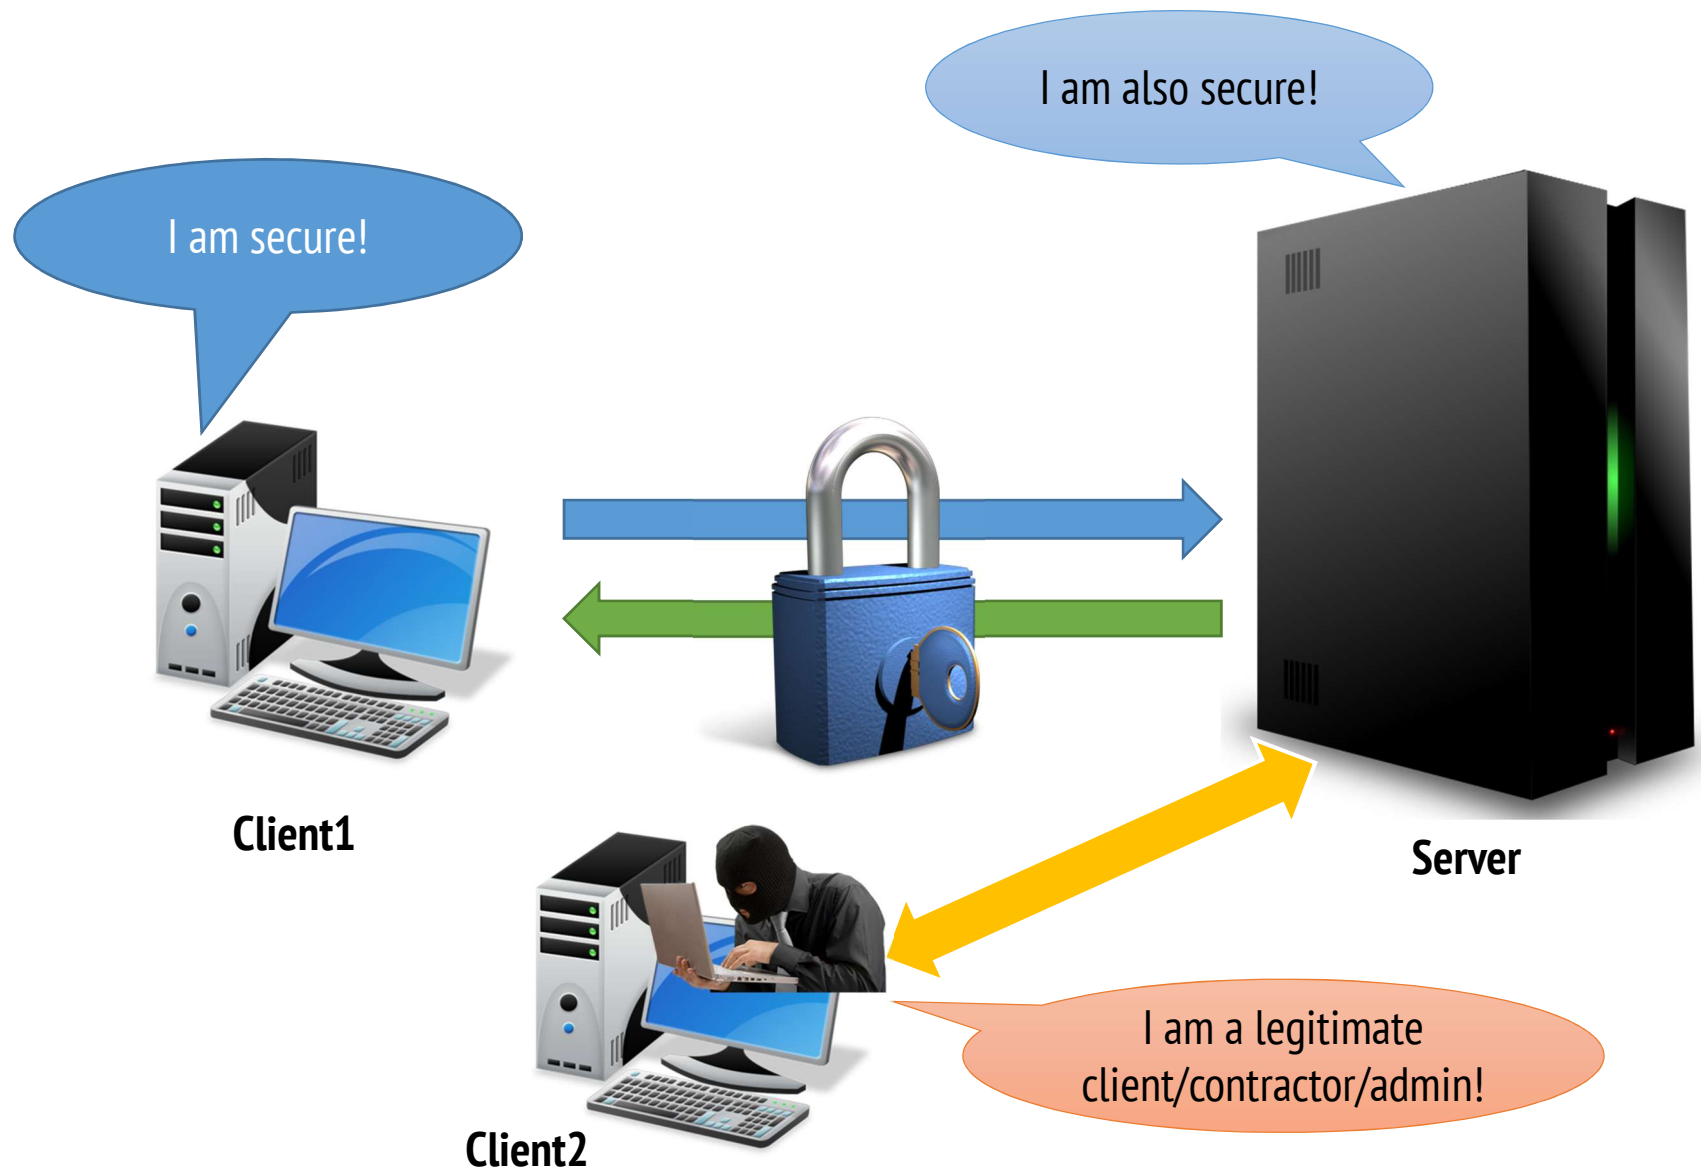 I am also secure!
I am secure!
Client1
Server
I am a legitimate
client/contractor/admin!
Client2